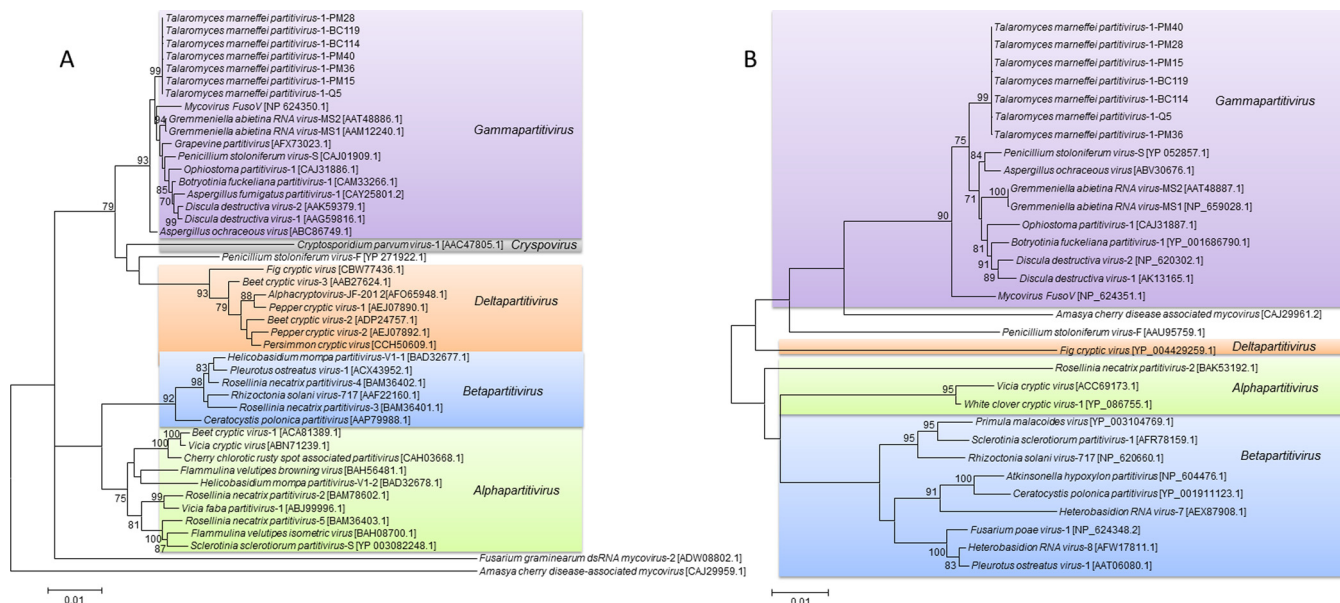 A
Talaromyces marneffei partitivirus-1-PM28
Talaromyces marneffei partitivirus-1-BC119
Talaromyces marneffei partitivirus-1-BC114
Talaromyces marneffei partitivirus-1-PM40
Talaromyces marneffei partitivirus-1-PM36
Talaromyces marneffei partitivirus-1-PM15
Talaromyces marneffei partitivirus-1-Q5
99
Mycovirus FusoV [NP 624350.1]
94
Gremmeniella abietina RNA virus-MS2 [AAT48886.1]
Gremmeniella abietina RNA virus-MS1 [AAM12240.1]
Gammapartitivirus
Grapevine partitivirus [AFX73023.1]
93
Penicillium stoloniferum virus-S [CAJ01909.1]
Ophiostoma partitivirus-1 [CAJ31886.1]
Botryotinia fuckeliana partitivirus-1 [CAM33266.1]
85
Aspergillus fumigatus partitivirus-1 [CAY25801.2]
70
Discula destructiva virus-2 [AAK59379.1]
79
99
Discula destructiva virus-1 [AAG59816.1]
Aspergillus ochraceous virus [ABC86749.1]
Cryptosporidium parvum virus-1 [AAC47805.1]
Cryspovirus
Penicillium stoloniferum virus-F [YP 271922.1]
Fig cryptic virus [CBW77436.1]
93
Beet cryptic virus-3 [AAB27624.1]
88
Alphacryptovirus-JF-2012[AFO65948.1]
79
Pepper cryptic virus-1 [AEJ07890.1]
Deltapartitivirus
Beet cryptic virus-2 [ADP24757.1]
Pepper cryptic virus-2 [AEJ07892.1]
Persimmon cryptic virus [CCH50609.1]
Helicobasidium mompa partitivirus-V1-1 [BAD32677.1]
83
Pleurotus ostreatus virus-1 [ACX43952.1]
98
Rosellinia necatrix partitivirus-4 [BAM36402.1]
Rhizoctonia solani virus-717 [AAF22160.1]
Betapartitivirus
92
Rosellinia necatrix partitivirus-3 [BAM36401.1]
Ceratocystis polonica partitivirus [AAP79988.1]
100
Beet cryptic virus-1 [ACA81389.1]
100
Vicia cryptic virus [ABN71239.1]
Cherry chlorotic rusty spot associated partitivirus [CAH03668.1]
Flammulina velutipes browning virus [BAH56481.1]
Helicobasidium mompa partitivirus-V1-2 [BAD32678.1]
75
99
Rosellinia necatrix partitivirus-2 [BAM78602.1]
Alphapartitivirus
Vicia faba partitivirus-1 [ABJ99996.1]
81
Rosellinia necatrix partitivirus-5 [BAM36403.1]
100
Flammulina velutipes isometric virus [BAH08700.1]
87
Sclerotinia sclerotiorum partitivirus-S [YP 003082248.1]
Fusarium graminearum dsRNA mycovirus-2 [ADW08802.1]
Amasya cherry disease-associated mycovirus [CAJ29959.1]
0.01
B
Talaromyces marneffei partitivirus-1-PM40
Talaromyces marneffei partitivirus-1-PM28
Talaromyces marneffei partitivirus-1-PM15
Talaromyces marneffei partitivirus-1-BC119
99
Talaromyces marneffei partitivirus-1-BC114
Gammapartitivirus
Talaromyces marneffei partitivirus-1-Q5
Talaromyces marneffei partitivirus-1-PM36
75
84
Penicillium stoloniferum virus-S [YP 052857.1]
Aspergillus ochraceous virus [ABV30676.1]
100
Gremmeniella abietina RNA virus-MS2 [AAT48887.1]
71
Gremmeniella abietina RNA virus-MS1 [NP_659028.1]
90
Ophiostoma partitivirus-1 [CAJ31887.1]
81
Botryotinia fuckeliana partitivirus-1 [YP_001686790.1]
91
Discula destructiva virus-2 [NP_620302.1]
89
Discula destructiva virus-1 [AK13165.1]
Mycovirus FusoV [NP_624351.1]
Amasya cherry disease associated mycovirus [CAJ29961.2]
Penicillium stoloniferum virus-F [AAU95759.1]
Fig cryptic virus [YP_004429259.1]
Deltapartitivirus
Rosellinia necatrix partitivirus-2 [BAK53192.1]
Alphapartitivirus
95
Vicia cryptic virus [ACC69173.1]
White clover cryptic virus-1 [YP_086755.1]
Primula malacoides virus [YP_003104769.1]
95
95
Sclerotinia sclerotiorum partitivirus-1 [AFR78159.1]
Rhizoctonia solani virus-717 [NP_620660.1]
Betapartitivirus
100
Atkinsonella hypoxylon partitivirus [NP_604476.1]
91
Ceratocystis polonica partitivirus [YP_001911123.1]
Heterobasidion RNA virus-7 [AEX87908.1]
Fusarium poae virus-1 [NP_624348.2]
100
Heterobasidion RNA virus-8 [AFW17811.1]
83
Pleurotus ostreatus virus-1 [AAT06080.1]
0.01